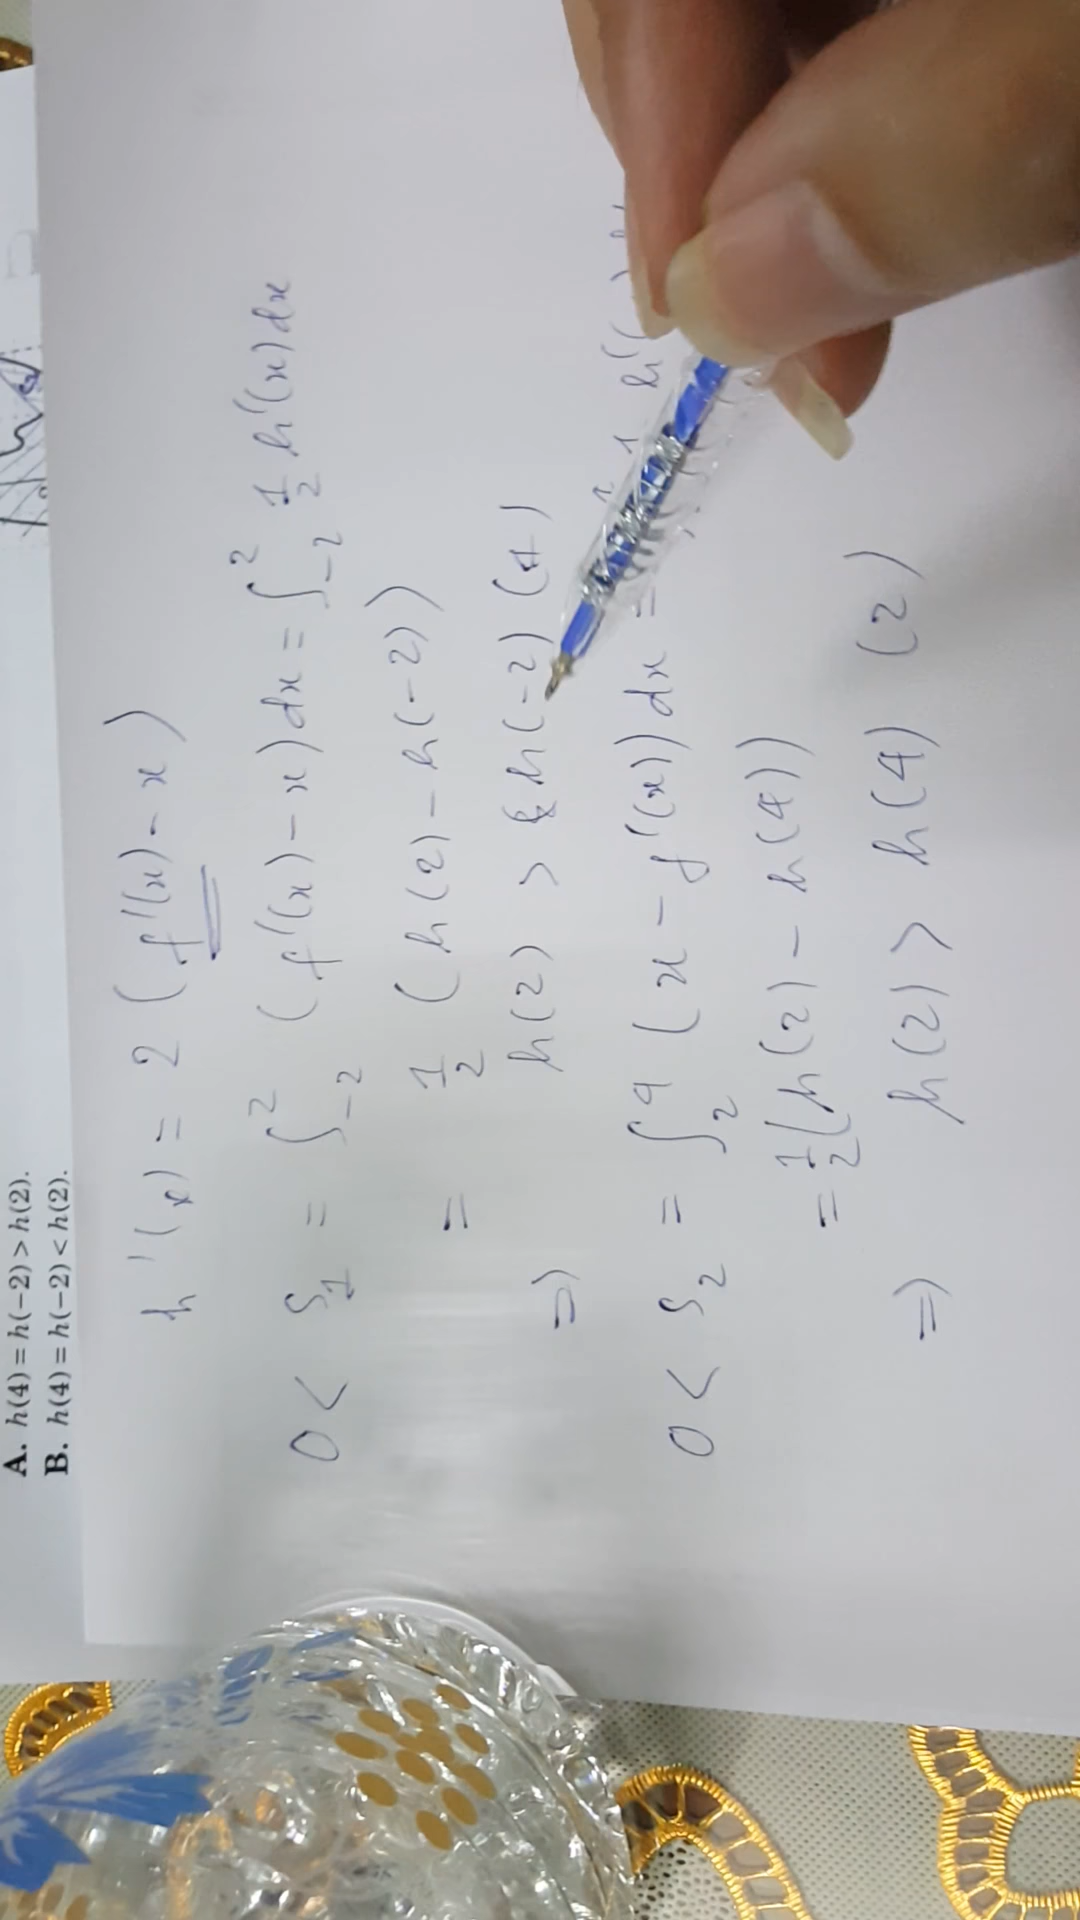 A. h(4) = h(−2) > h(2).
B. h(4) = h(−2) < h(2).
h'(x) = 2 (f'(x) − x)
0 < S₁ = ∫₋₂² (f'(x) − x) dx = ∫₋₂² 1/2 h'(x) dx
= 1/2 (h(2) − h(−2))
⇒ h(2) > h(−2) (1)
0 < S₂ = ∫₂⁴ (x − f'(x)) dx =
= 1/2 (h(2) − h(4))
⇒ h(2) > h(4) (2)